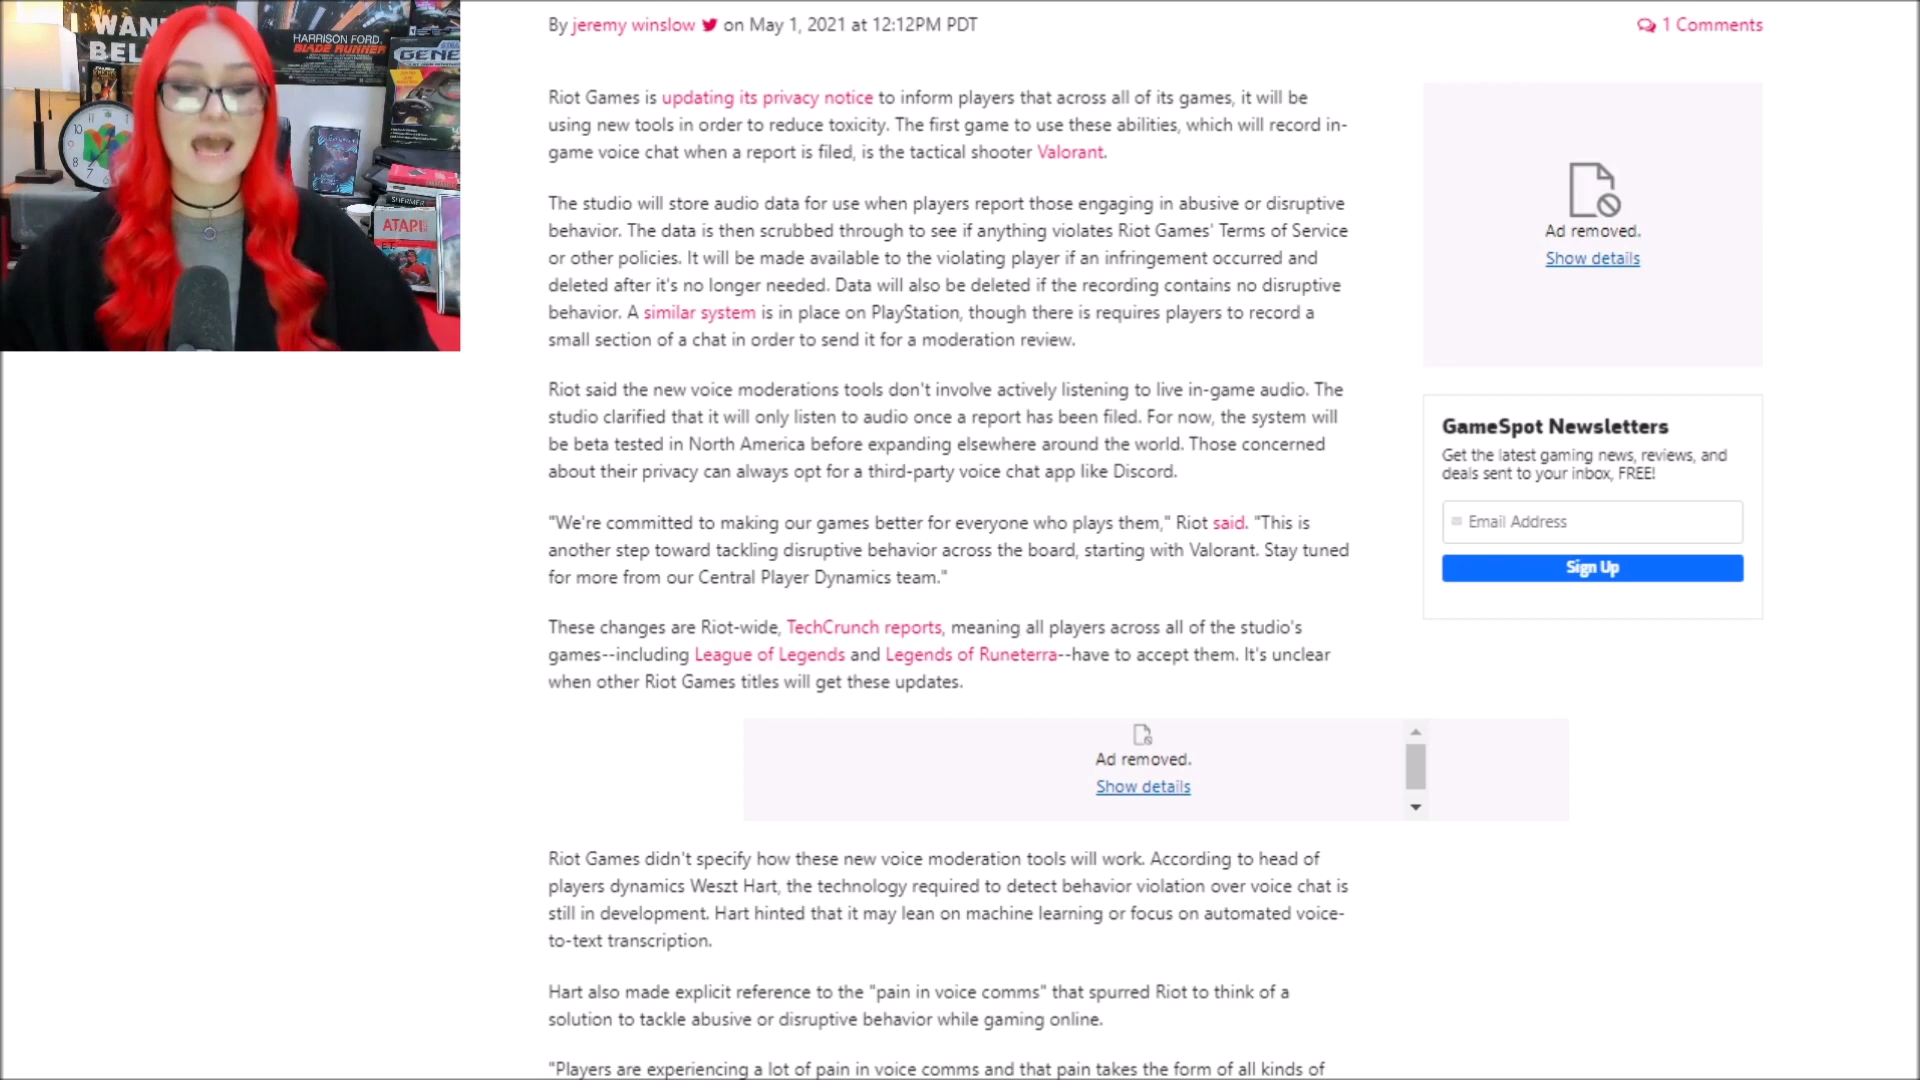 WAN
BEL
HARRISON FORD
BLADE RUNNER
GENE
SHERMER
ATARI
By jeremy winslow on May 1, 2021 at 12:12PM PDT
1 Comments
Riot Games is updating its privacy notice to inform players that across all of its games, it will be
using new tools in order to reduce toxicity. The first game to use these abilities, which will record in-
game voice chat when a report is filed, is the tactical shooter Valorant.
The studio will store audio data for use when players report those engaging in abusive or disruptive
behavior. The data is then scrubbed through to see if anything violates Riot Games' Terms of Service
or other policies. It will be made available to the violating player if an infringement occurred and
deleted after it's no longer needed. Data will also be deleted if the recording contains no disruptive
behavior. A similar system is in place on PlayStation, though there is requires players to record a
small section of a chat in order to send it for a moderation review.
Riot said the new voice moderations tools don't involve actively listening to live in-game audio. The
studio clarified that it will only listen to audio once a report has been filed. For now, the system will
be beta tested in North America before expanding elsewhere around the world. Those concerned
about their privacy can always opt for a third-party voice chat app like Discord.
"We're committed to making our games better for everyone who plays them," Riot said. "This is
another step toward tackling disruptive behavior across the board, starting with Valorant. Stay tuned
for more from our Central Player Dynamics team."
These changes are Riot-wide, TechCrunch reports, meaning all players across all of the studio's
games--including League of Legends and Legends of Runeterra--have to accept them. It's unclear
when other Riot Games titles will get these updates.
Ad removed.
Show details
Riot Games didn't specify how these new voice moderation tools will work. According to head of
players dynamics Weszt Hart, the technology required to detect behavior violation over voice chat is
still in development. Hart hinted that it may lean on machine learning or focus on automated voice-
to-text transcription.
Hart also made explicit reference to the "pain in voice comms" that spurred Riot to think of a
solution to tackle abusive or disruptive behavior while gaming online.
"Players are experiencing a lot of pain in voice comms and that pain takes the form of all kinds of
Ad removed.
Show details
GameSpot Newsletters
Get the latest gaming news, reviews, and
deals sent to your inbox, FREE!
Email Address
Sign Up